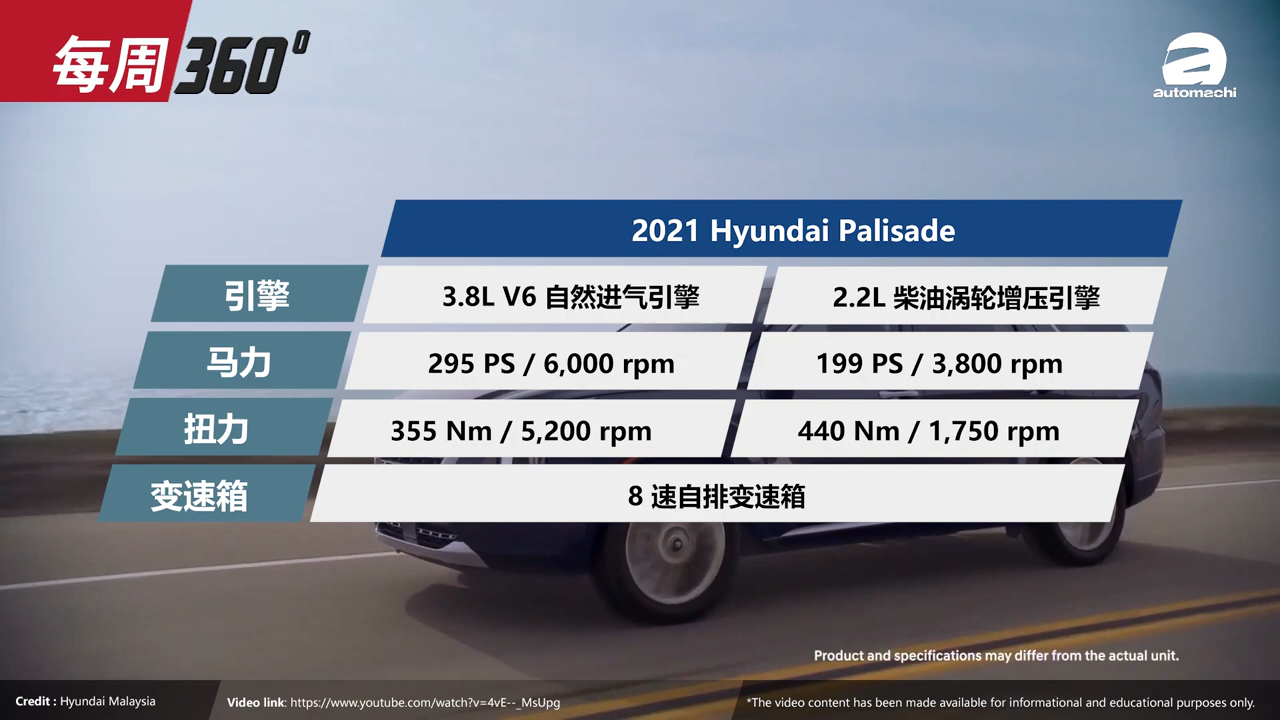 每周360°
automachi
2021 Hyundai Palisade
引擎 3.8L V6 自然进气引擎 2.2L 柴油涡轮增压引擎
马力 295 PS / 6,000 rpm 199 PS / 3,800 rpm
扭力 355 Nm / 5,200 rpm 440 Nm / 1,750 rpm
变速箱 8 速自排变速箱
Product and specifications may differ from the actual unit.
Credit : Hyundai Malaysia Video link: https://www.youtube.com/watch?v=4vE--_MsUpg *The video content has been made available for informational and educational purposes only.